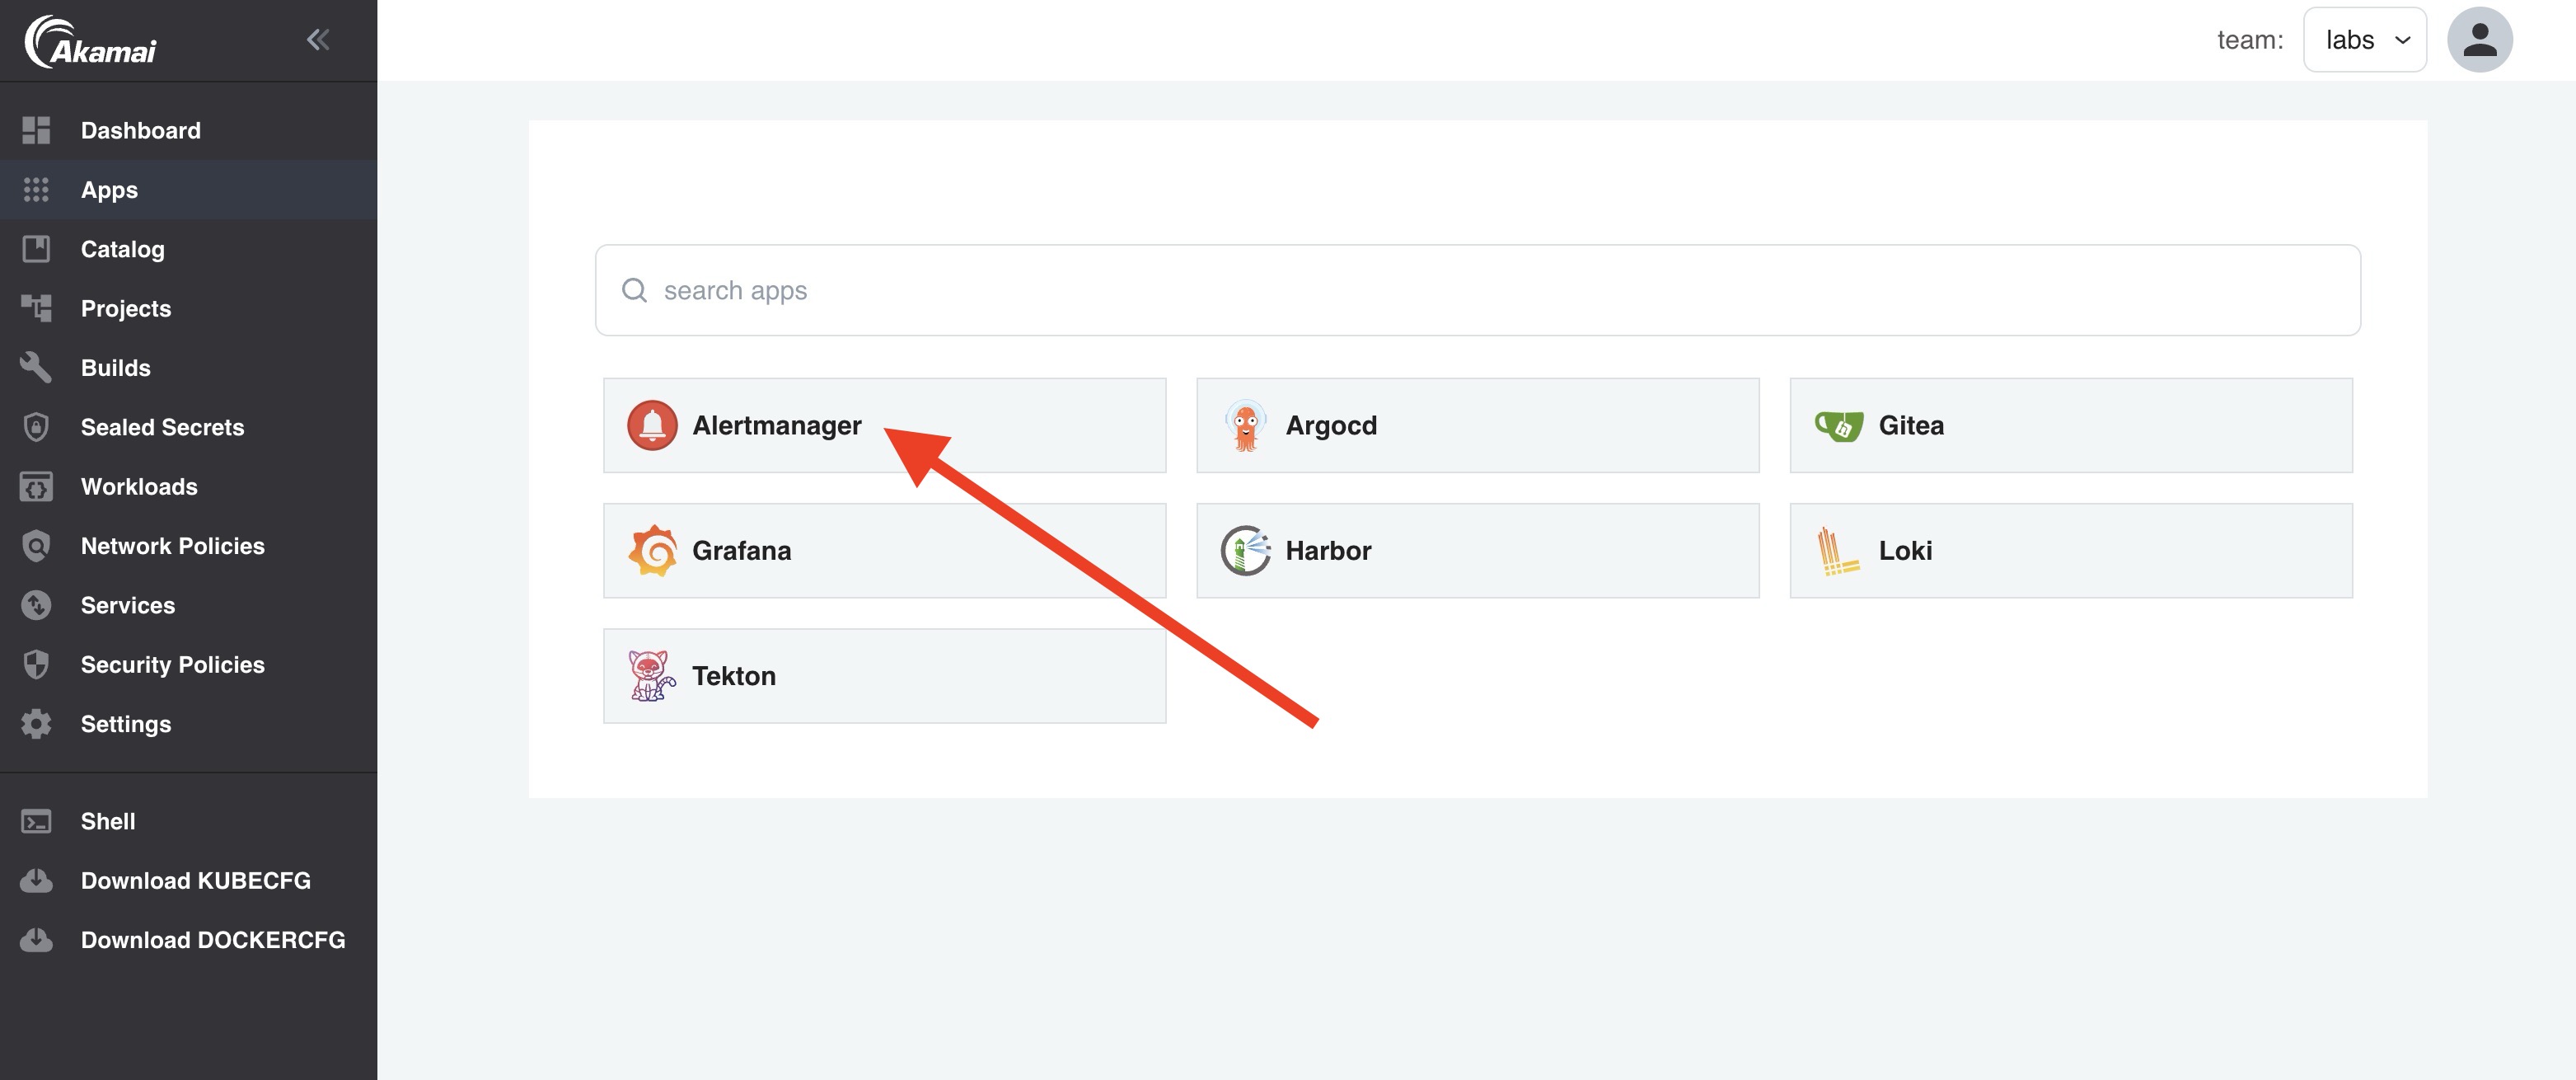 Akamai
team:
labs
Dashboard
Apps
Catalog
Projects
Builds
Sealed Secrets
Workloads
Network Policies
Services
Security Policies
Settings
Shell
Download KUBECFG
Download DOCKERCFG
search apps
Alertmanager
Argocd
Gitea
Grafana
Harbor
Loki
Tekton